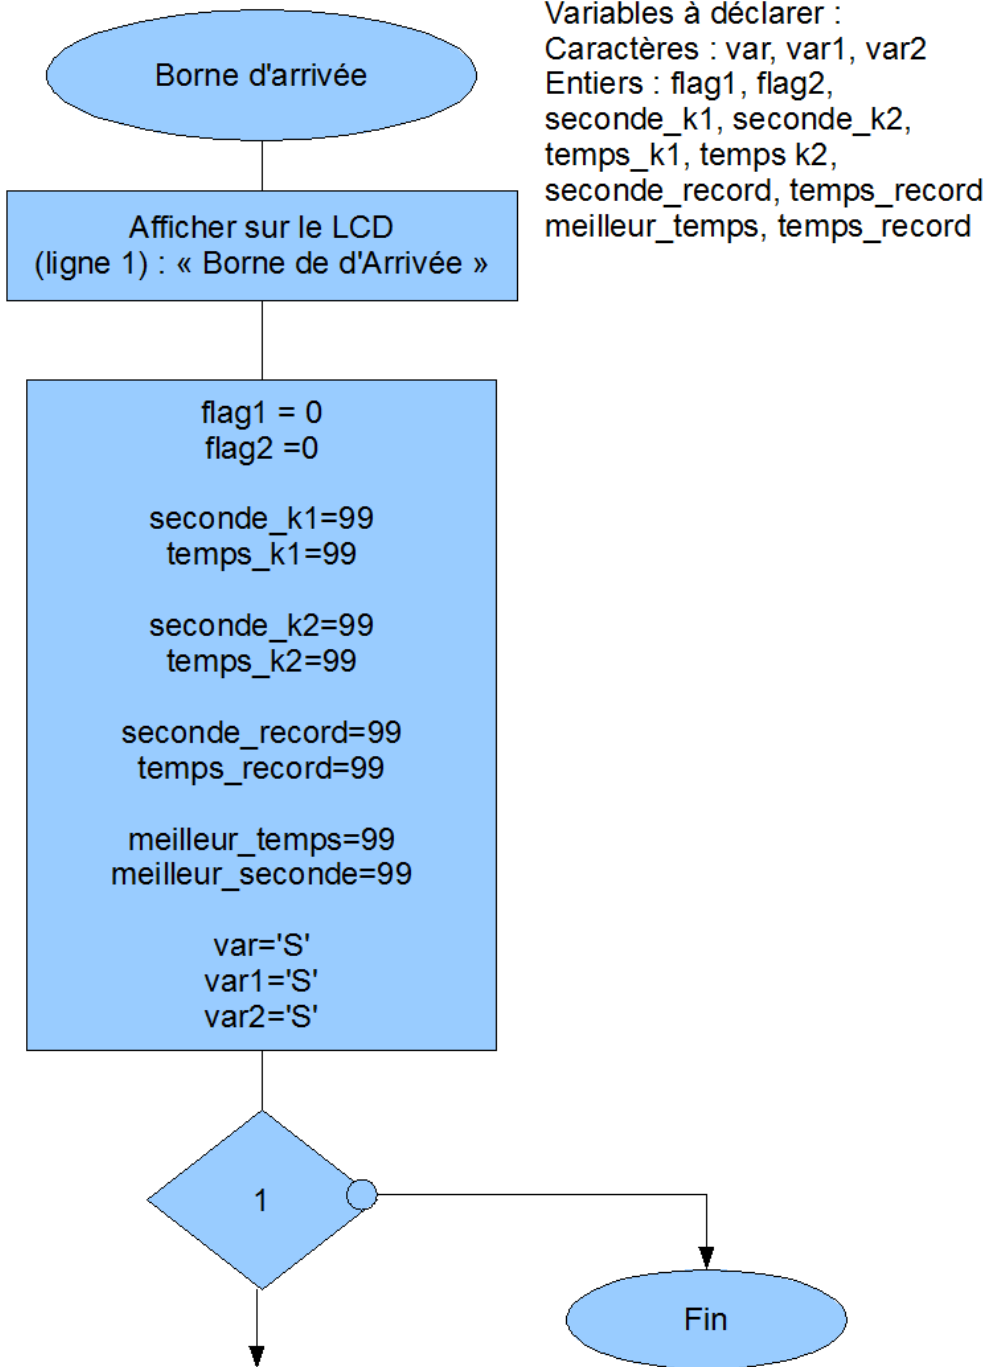 Borne d'arrivée
Variables à déclarer :
Caractères : var, var1, var2
Entiers : flag1, flag2,
seconde_k1, seconde_k2,
temps_k1, temps k2,
seconde_record, temps_record
meilleur_temps, temps_record
Afficher sur le LCD
(ligne 1) : « Borne de d'Arrivée »
flag1 = 0
flag2 =0
seconde_k1=99
temps_k1=99
seconde_k2=99
temps_k2=99
seconde_record=99
temps_record=99
meilleur_temps=99
meilleur_seconde=99
var='S'
var1='S'
var2='S'
1
Fin